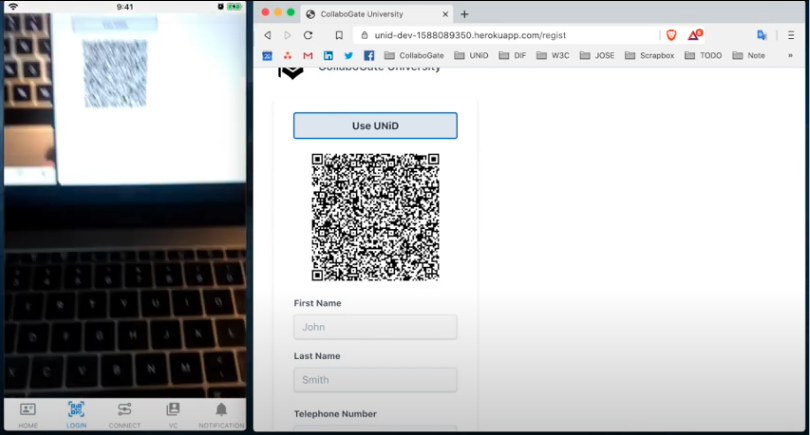 9:41
HOME
LOGIN
CONNECT
VC
NOTIFICATION
CollaboGate University
unid-dev-1588089350.herokuapp.com/regist
CollaboGate
UNiD
DIF
W3C
JOSE
Scrapbox
TODO
Note
»
CollaboGate University
Use UNiD
First Name
John
Last Name
Smith
Telephone Number